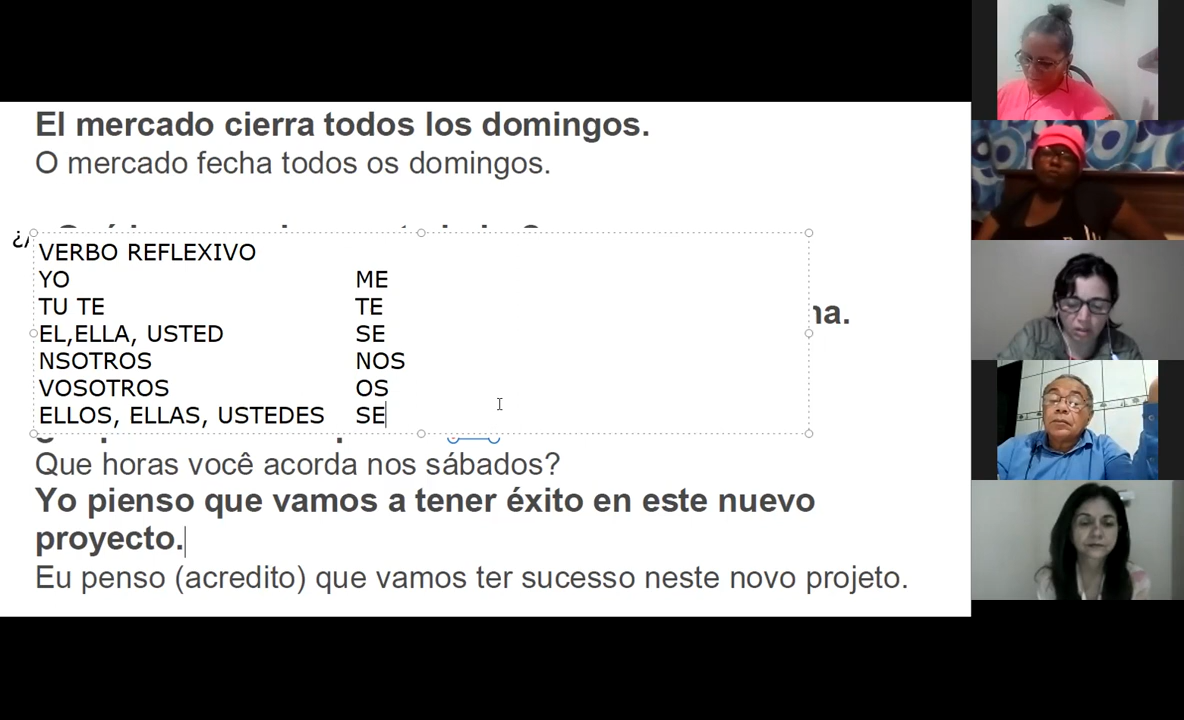 El mercado cierra todos los domingos.
O mercado fecha todos os domingos.
VERBO REFLEXIVO
YO ME
TU TE TE
EL,ELLA, USTED SE
NSOTROS NOS
VOSOTROS OS
ELLOS, ELLAS, USTEDES SE
Que horas você acorda nos sábados?
Yo pienso que vamos a tener éxito en este nuevo
proyecto.
Eu penso (acredito) que vamos ter sucesso neste novo projeto.